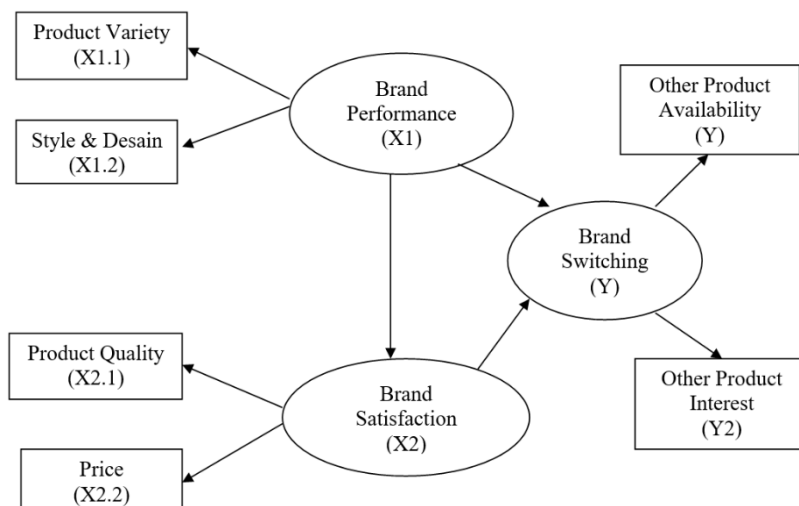 Product Variety
(X1.1)
Style & Desain
(X1.2)
Brand
Performance
(X1)
Other Product
Availability
(Y)
Brand
Switching
(Y)
Product Quality
(X2.1)
Price
(X2.2)
Brand
Satisfaction
(X2)
Other Product
Interest
(Y2)